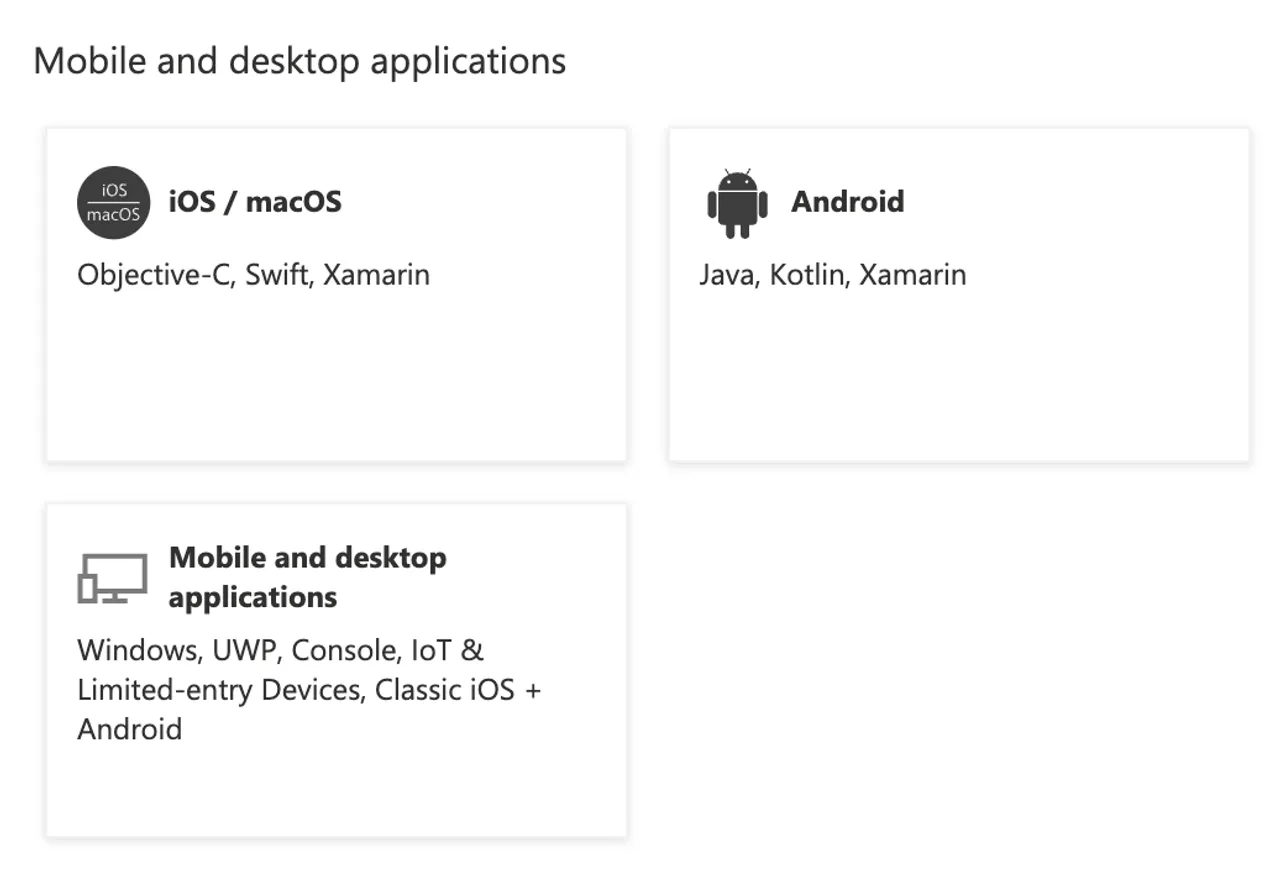 Mobile and desktop applications
iOS
macOS
iOS / macOS
Objective-C, Swift, Xamarin
Android
Java, Kotlin, Xamarin
Mobile and desktop
applications
Windows, UWP, Console, IoT &
Limited-entry Devices, Classic iOS +
Android